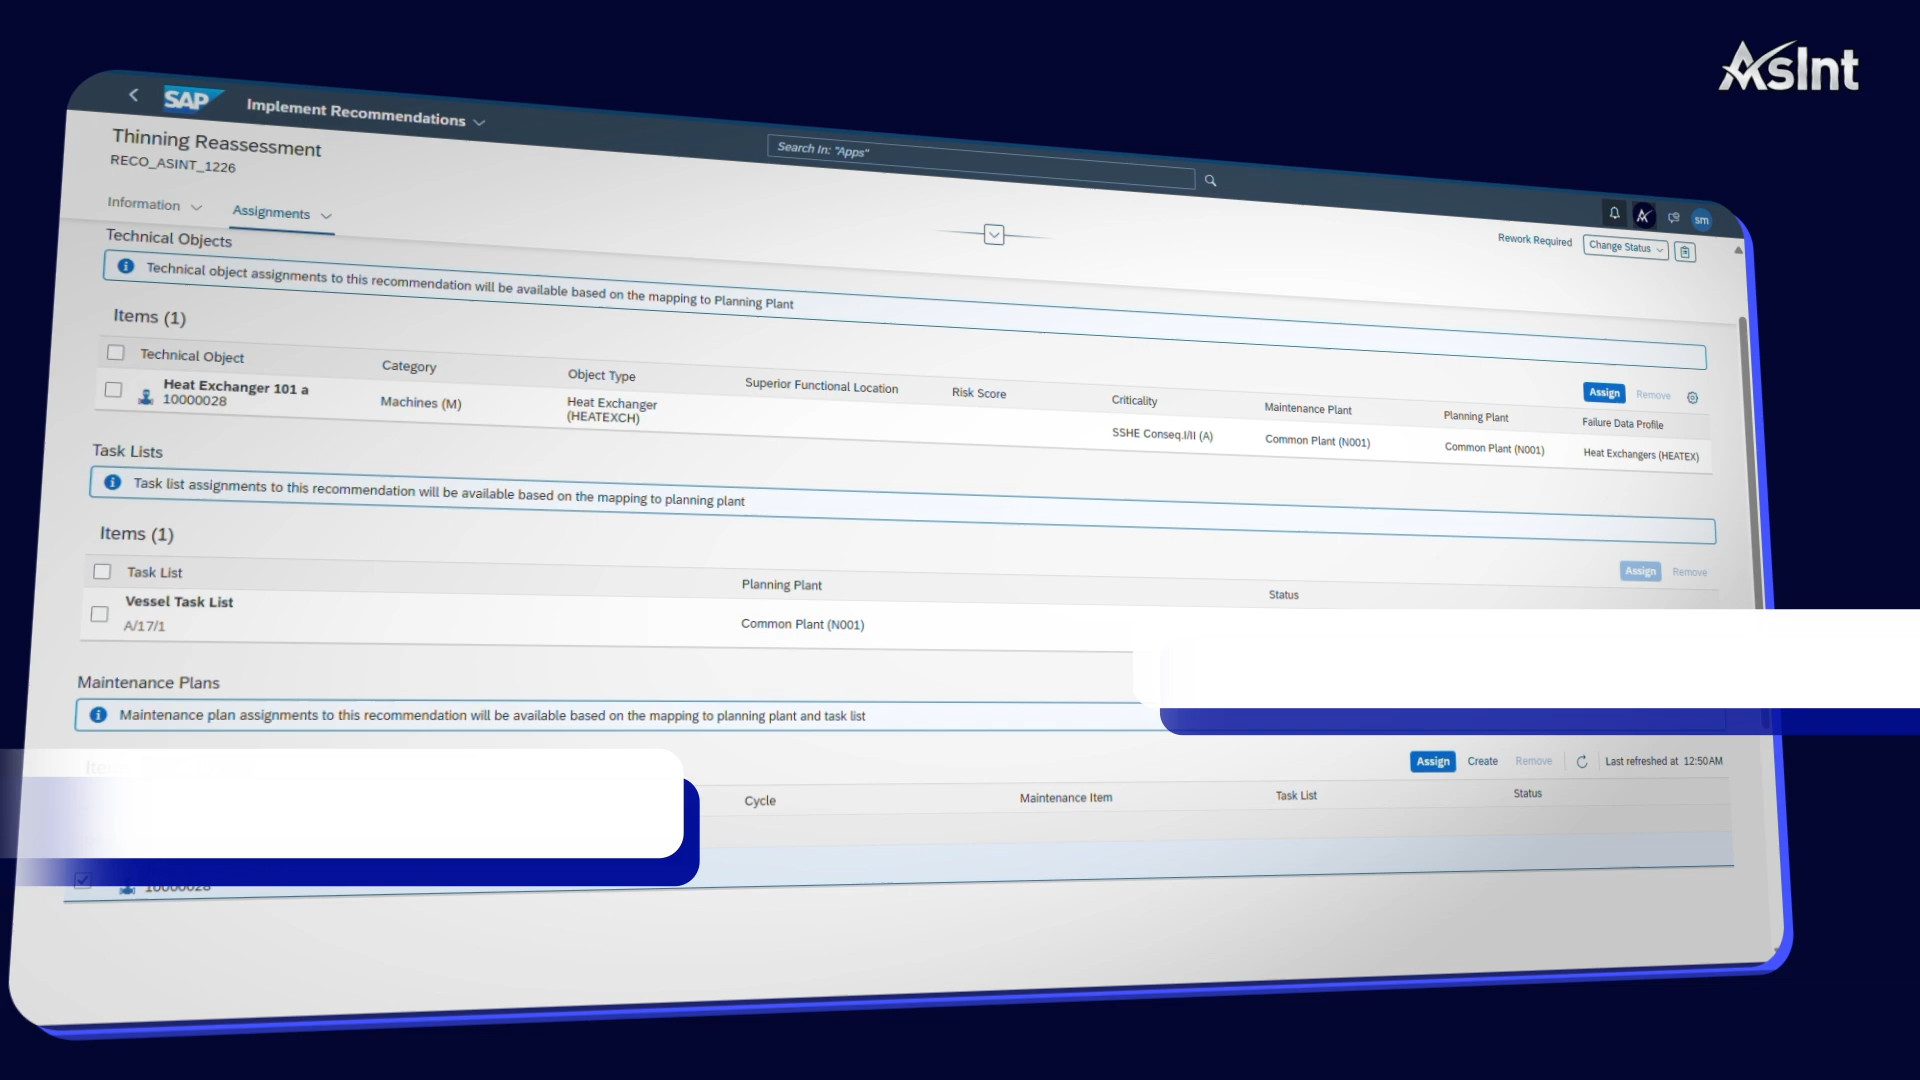 AsInt
SAP
Implement Recommendations
Search In: "Apps"
sm
Thinning Reassessment
RECO_ASINT_1226
Rework Required
Change Status
Information
Assignments
Technical Objects
Technical object assignments to this recommendation will be available based on the mapping to Planning Plant
Items (1)
Assign Remove
Technical Object Category Object Type Superior Functional Location Risk Score Criticality Maintenance Plant Planning Plant Failure Data Profile
Heat Exchanger 101 a
10000028
Machines (M)
Heat Exchanger
(HEATEXCH)
SSHE Conseq.I/II (A)
Common Plant (N001)
Common Plant (N001)
Heat Exchangers (HEATEX)
Task Lists
Task list assignments to this recommendation will be available based on the mapping to planning plant
Items (1)
Assign Remove
Task List Planning Plant Status
Vessel Task List
A/17/1
Common Plant (N001)
Maintenance Plans
Maintenance plan assignments to this recommendation will be available based on the mapping to planning plant and task list
Assign Create Remove Last refreshed at 12:50AM
Cycle Maintenance Item Task List Status
10000028